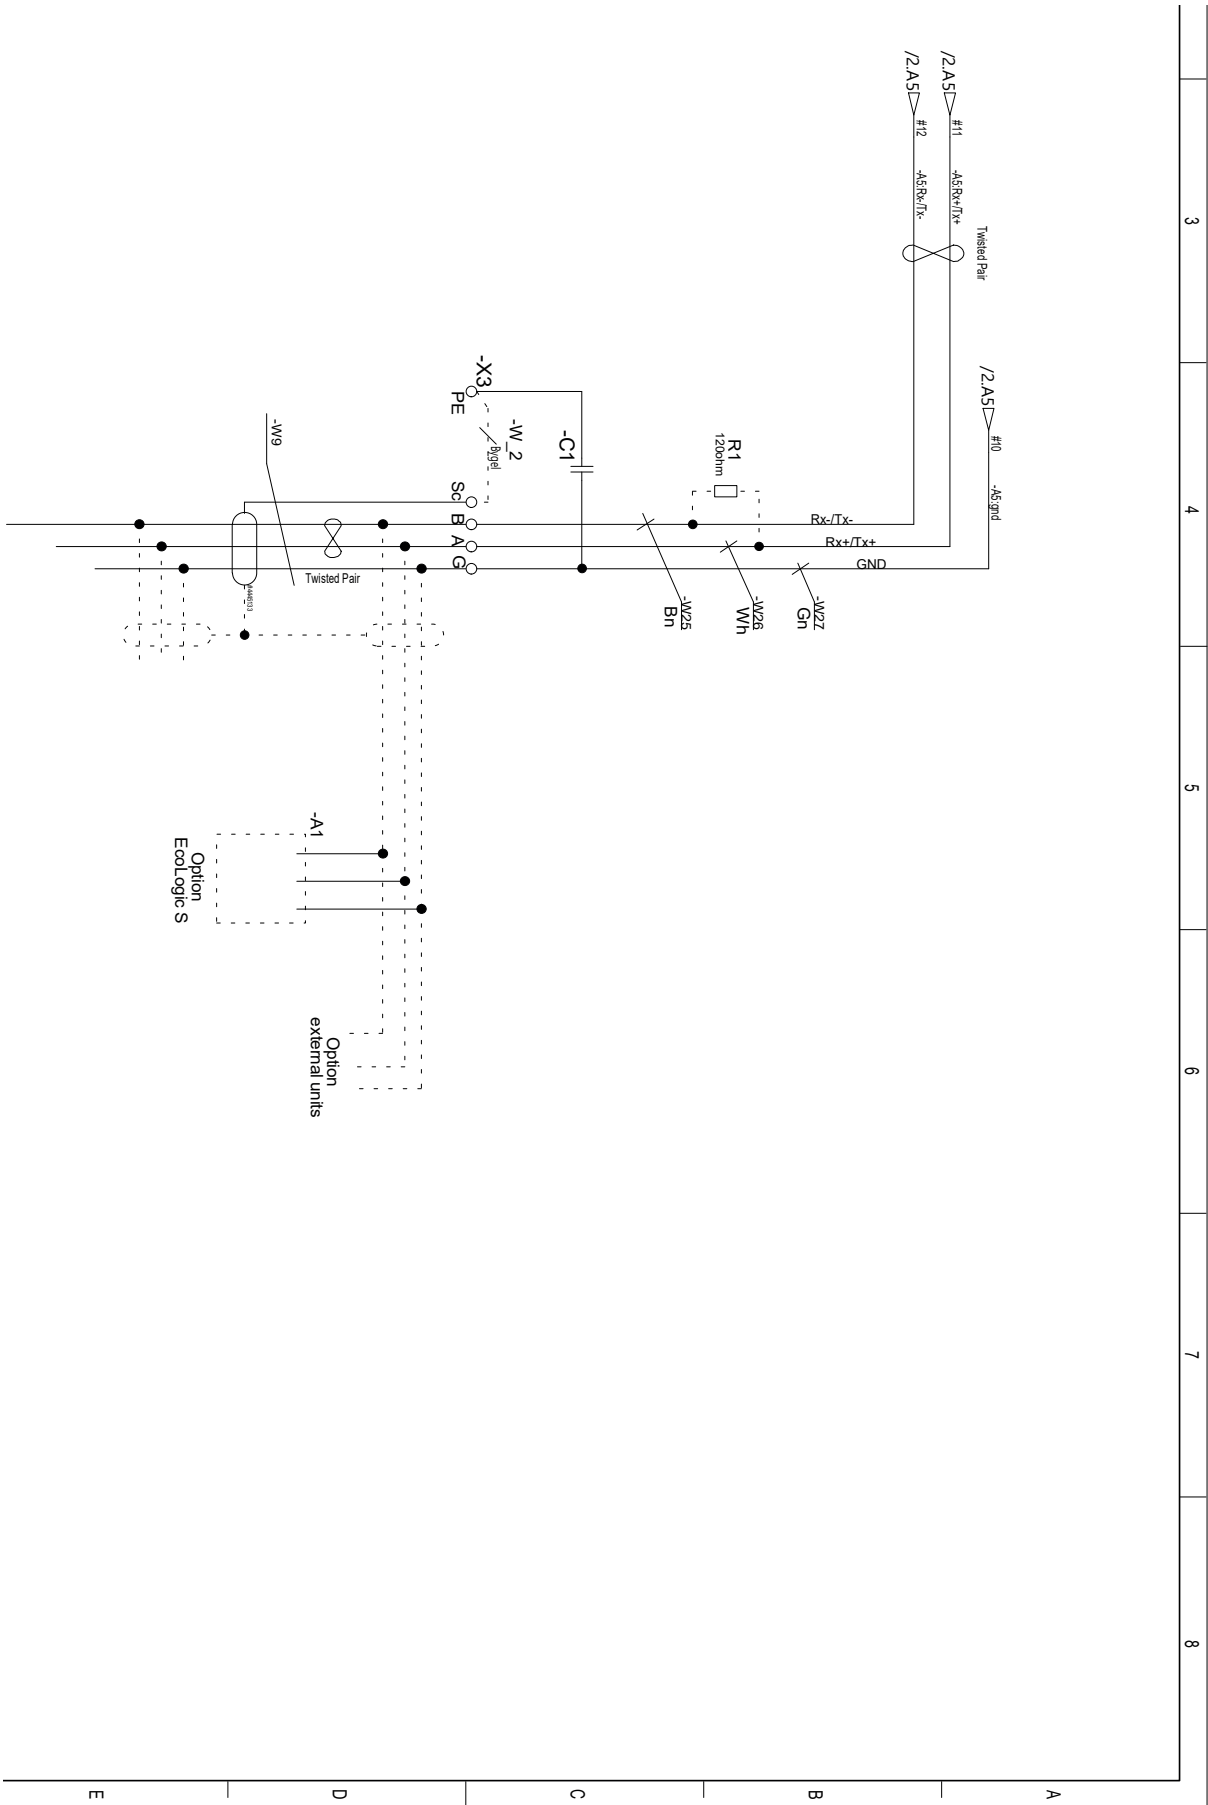 3
4
5
6
7
8
A
B
C
D
E
/2.A5
#11
-A5:Rx+/Tx+
/2.A5
#12
-A5:Rx-/Tx-
Twisted Pair
/2.A5
#10
-A5:gnd
Rx-/Tx-
Rx+/Tx+
GND
R1
120ohm
-W27
Gn
-W26
Wh
-W25
Bn
-C1
-W_2
Bygel
-X3
PE
Sc
B
A
G
-W9
Twisted Pair
-A1
Option
EcoLogic S
Option
external units